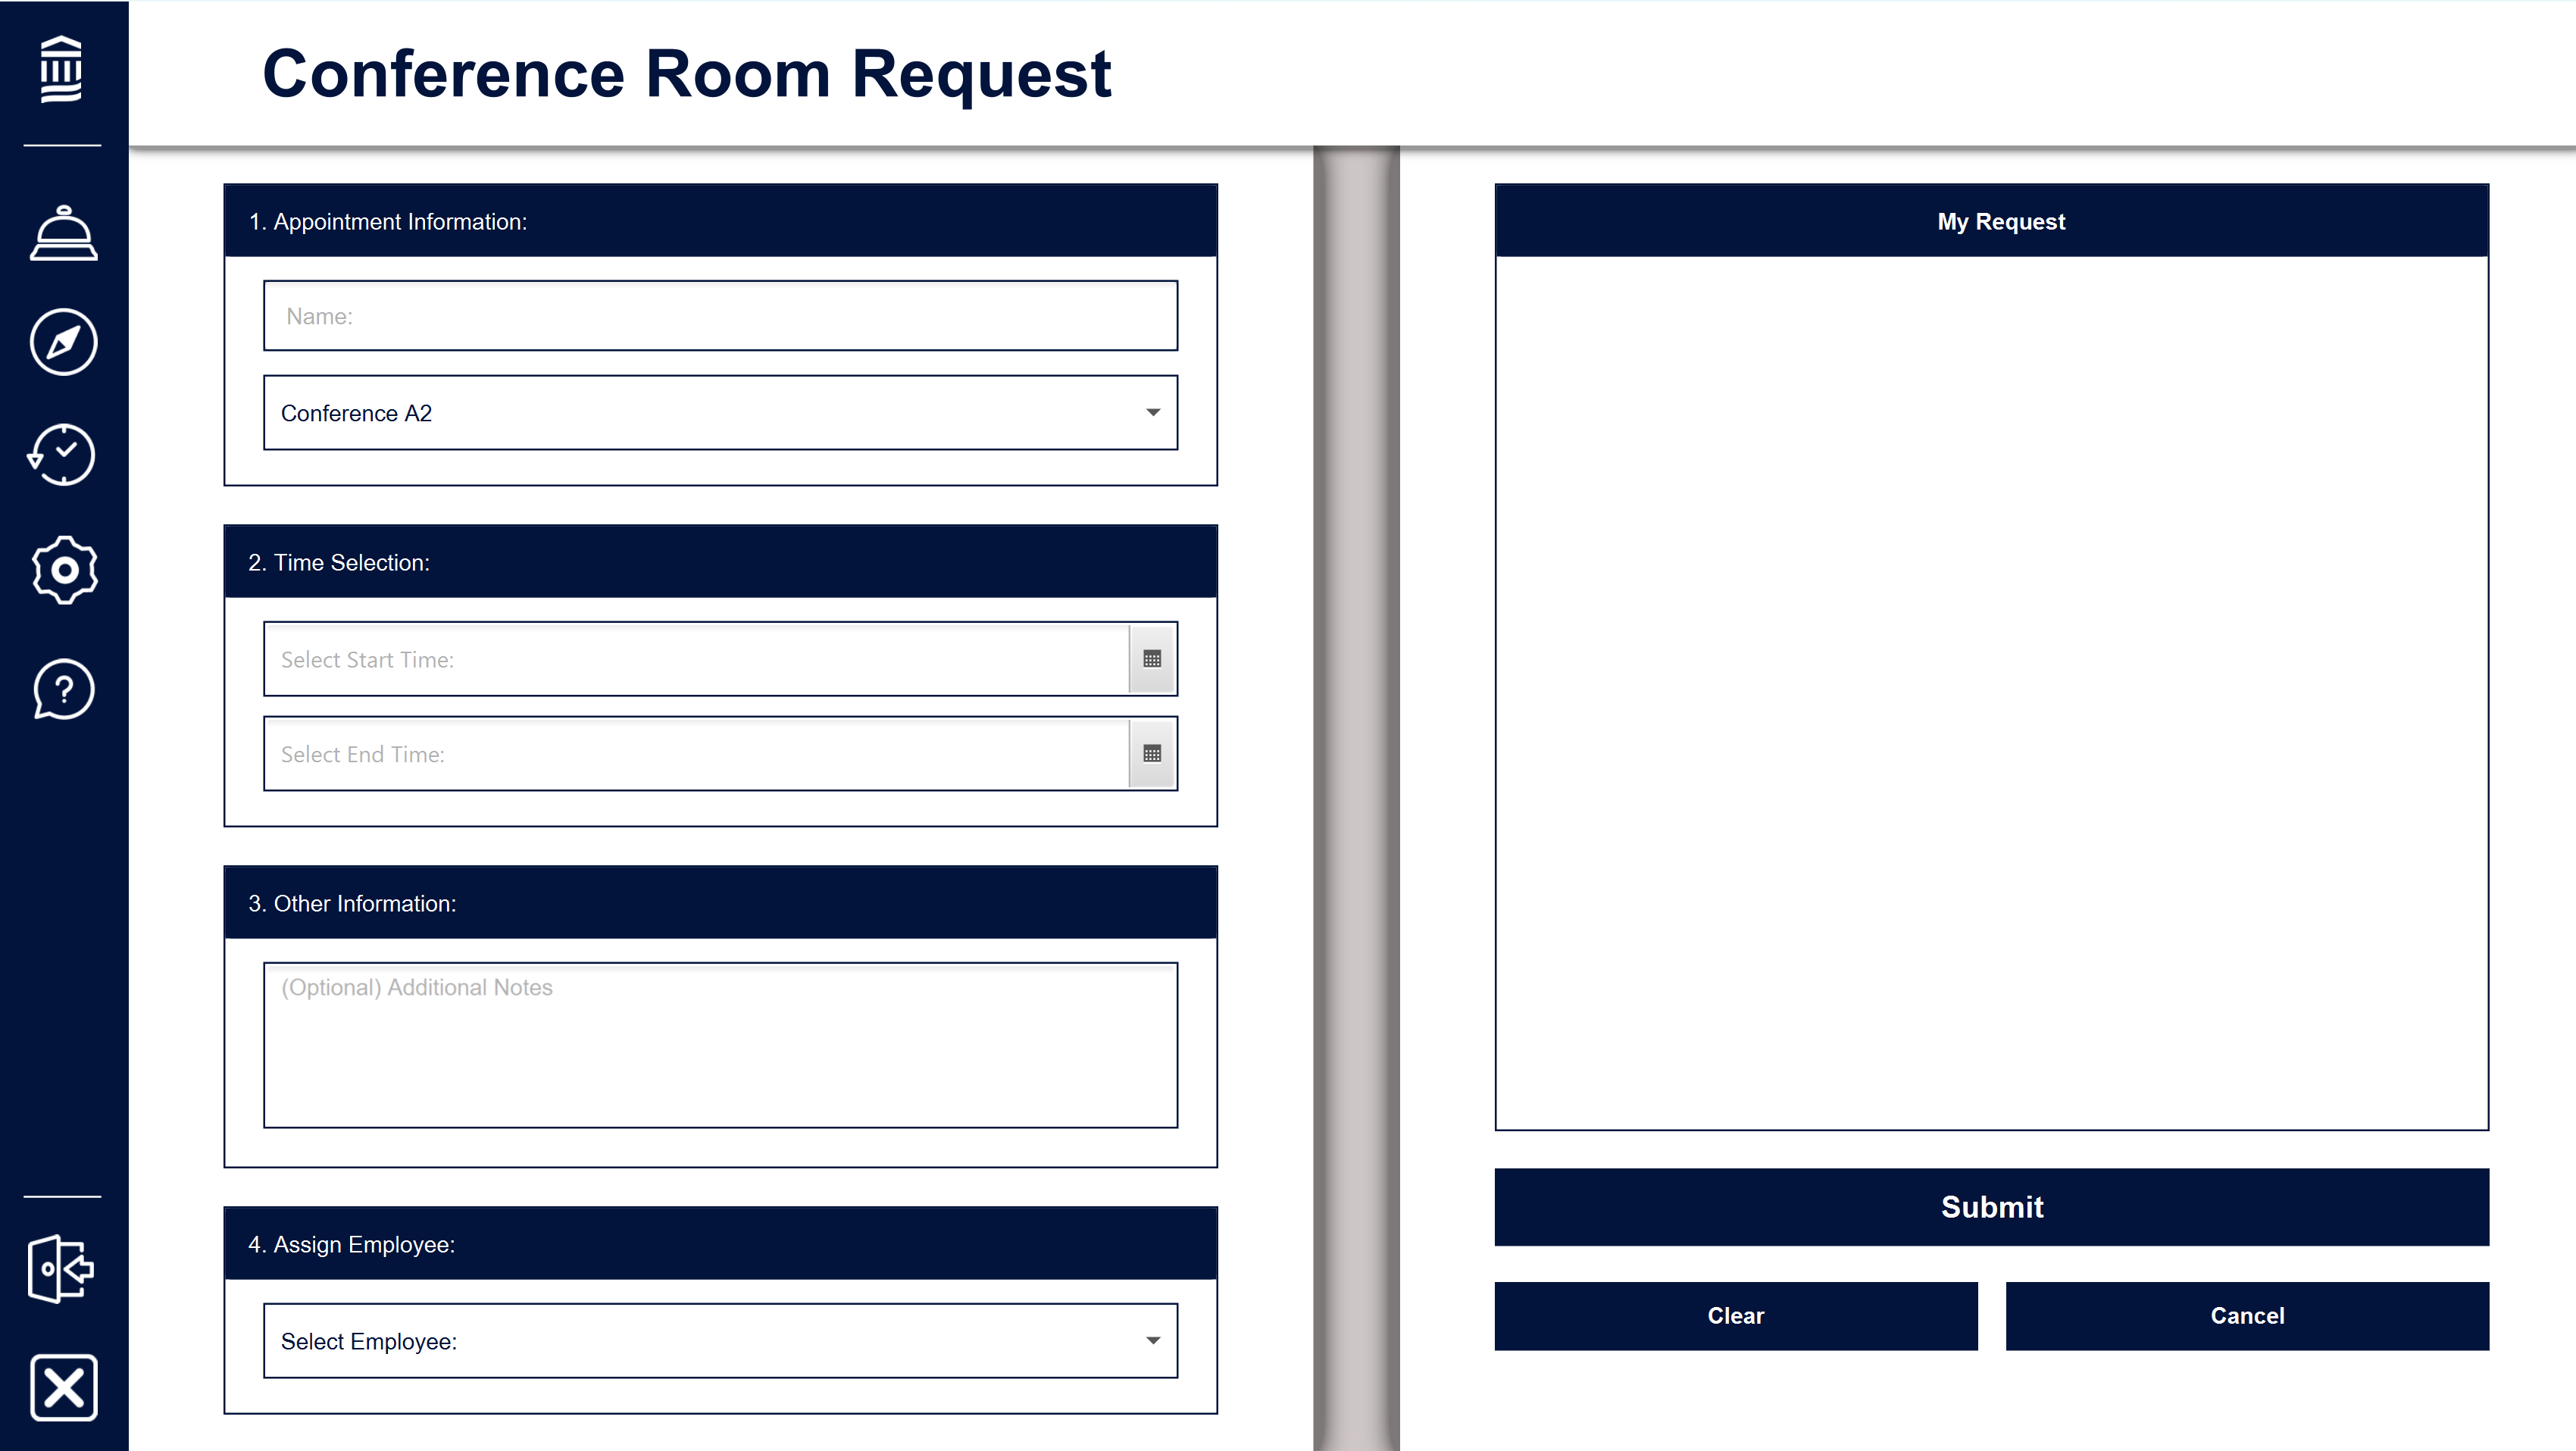 Conference Room Request
1. Appointment Information:
Name:
Conference A2
2. Time Selection:
Select Start Time:
Select End Time:
3. Other Information:
(Optional) Additional Notes
4. Assign Employee:
Select Employee:
My Request
Submit
Clear
Cancel